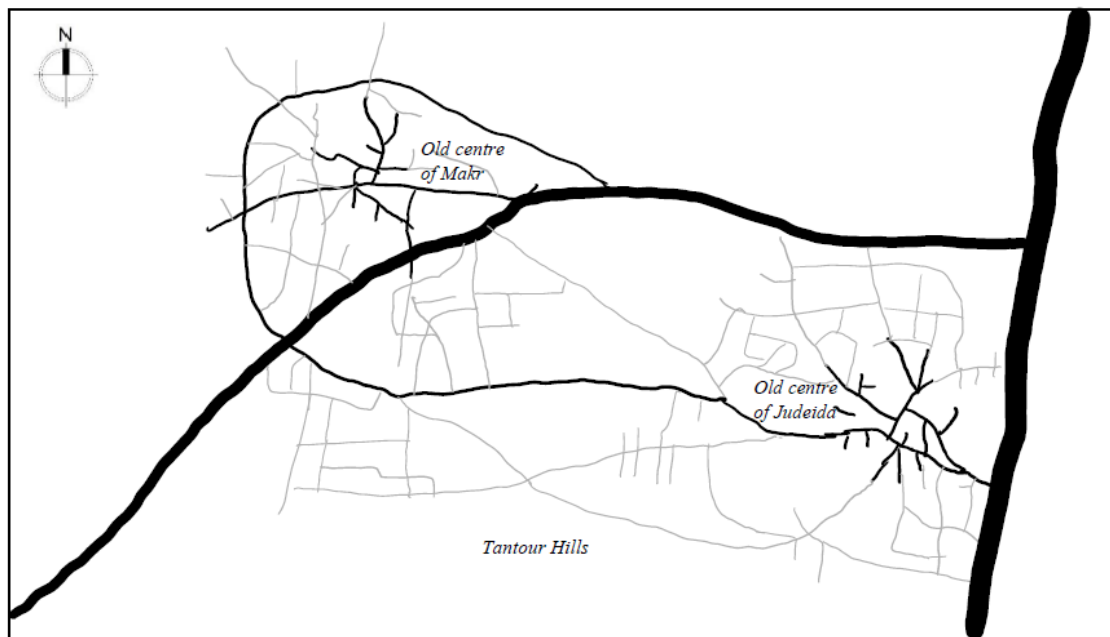 N
Old centre
of Makr
Old centre
of Judeida
Tantour Hills